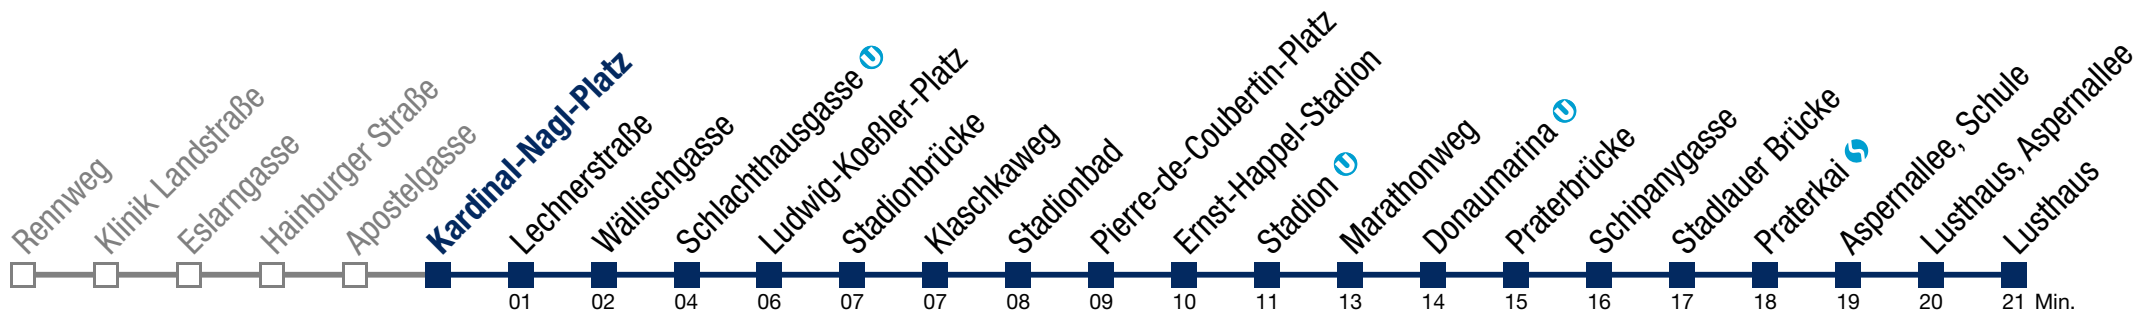 Rennweg
Klinik Landstraße
Eslarngasse
Hainburger Straße
Apostelgasse
Kardinal-Nagl-Platz
Lechnerstraße
Wällischgasse
Schlachthausgasse U
Ludwig-Koeßler-Platz
Stadionbrücke
Klaschkaweg
Stadionbad
Pierre-de-Coubertin-Platz
Ernst-Happel-Stadion
Stadion U
Marathonweg
Donaumarina U
Praterbrücke
Schipanygasse
Stadlauer Brücke
Praterkai S
Aspernallee, Schule
Lusthaus, Aspernallee
Lusthaus
01 02 04 06 07 07 08 09 10 11 13 14 15 16 17 18 19 20 21 Min.